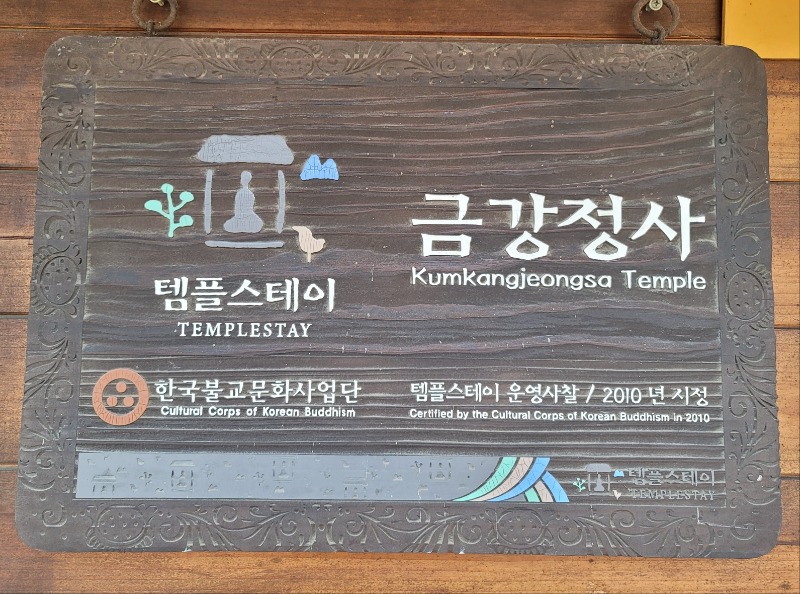 금강정사
Kumkangjeongsa Temple
템플스테이
TEMPLESTAY
한국불교문화사업단
Cultural Corps of Korean Buddhism
템플스테이 운영사찰 / 2010 년 지정
Certified by the Cultural Corps of Korean Buddhism in 2010
템플스테이
TEMPLESTAY